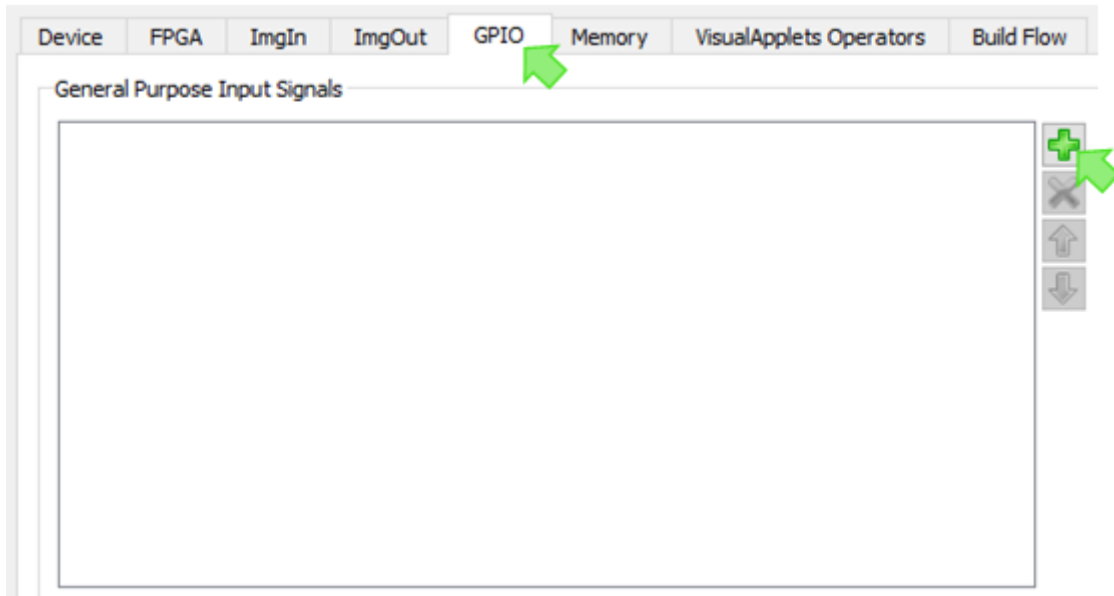 Device FPGA ImgIn ImgOut GPIO Memory VisualApplets Operators Build Flow
General Purpose Input Signals